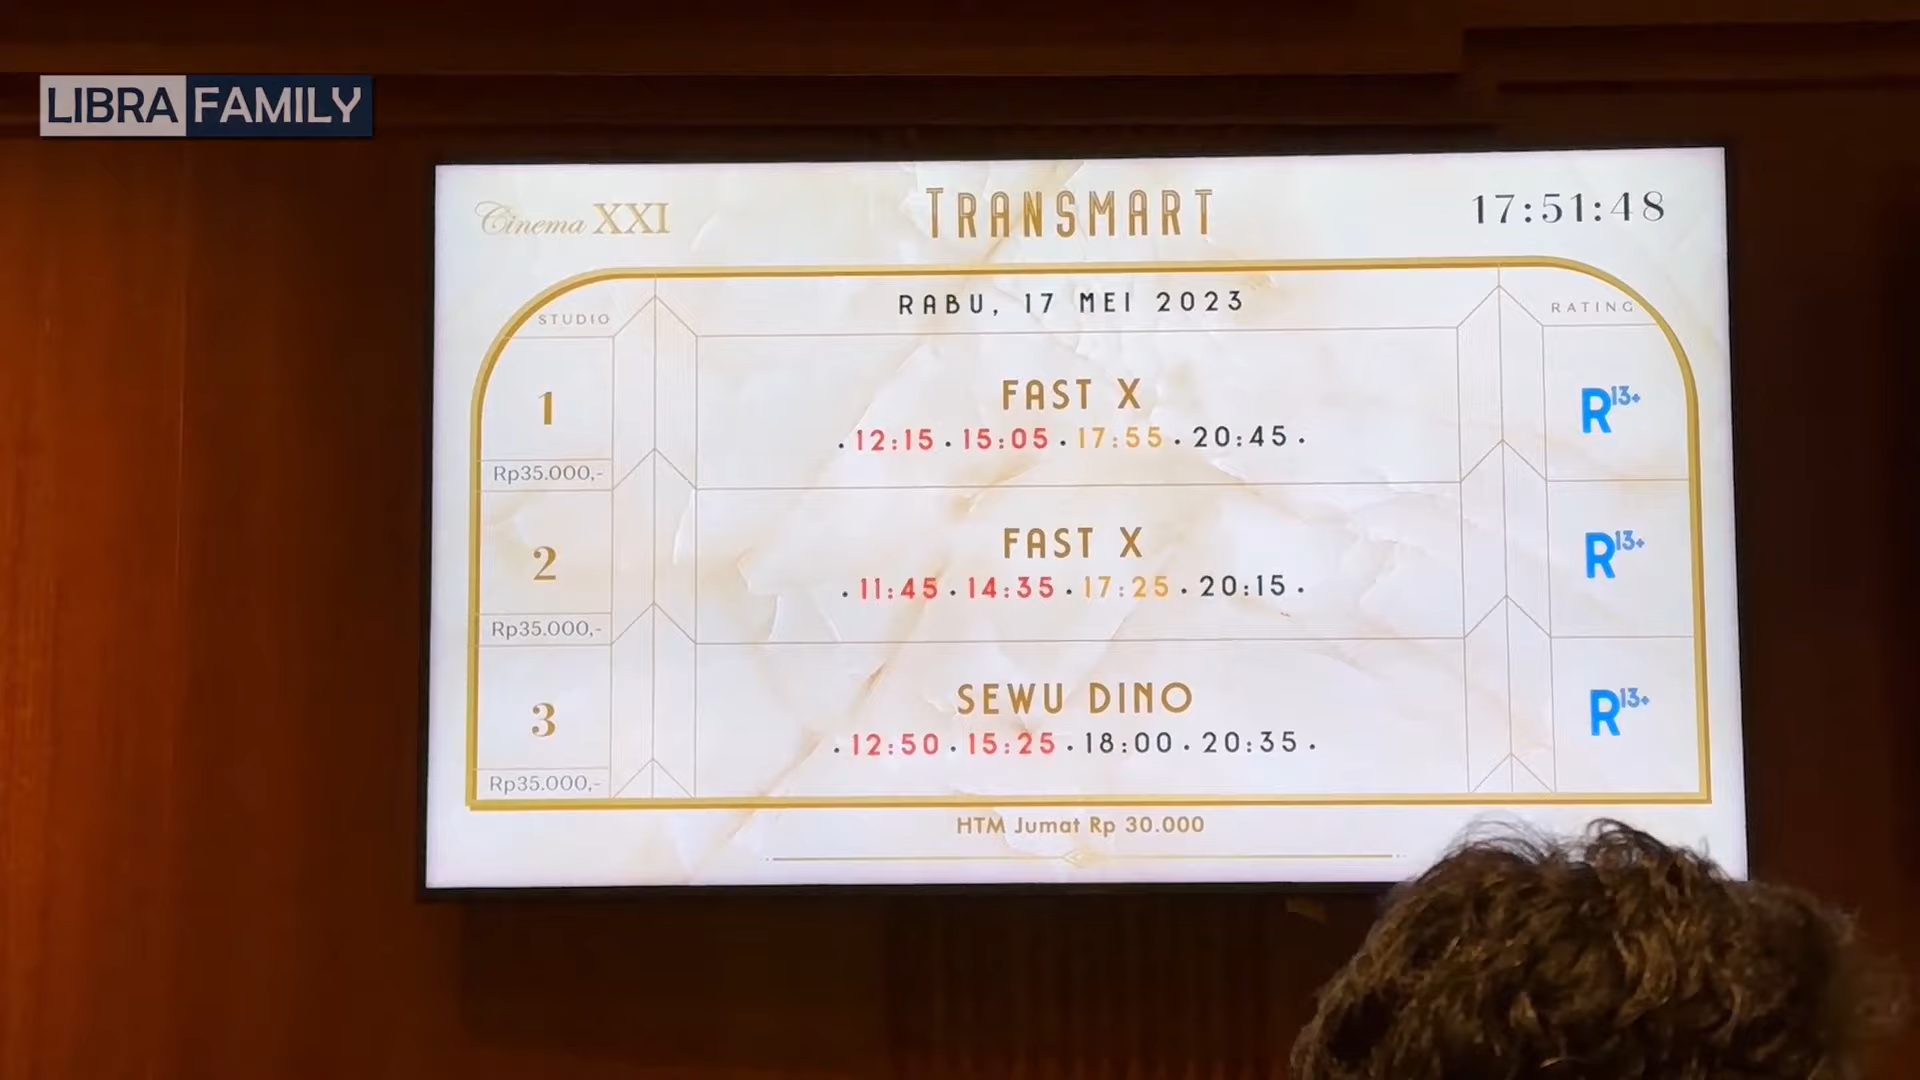 LIBRA FAMILY
Cinema XXI
TRANSMART
17:51:48
STUDIO
RABU, 17 MEI 2023
RATING
1
FAST X
R13+
· 12:15 · 15:05 · 17:55 · 20:45 ·
Rp35.000,-
2
FAST X
R13+
· 11:45 · 14:35 · 17:25 · 20:15 ·
Rp35.000,-
3
SEWU DINO
R13+
· 12:50 · 15:25 · 18:00 · 20:35 ·
Rp35.000,-
HTM Jumat Rp 30.000